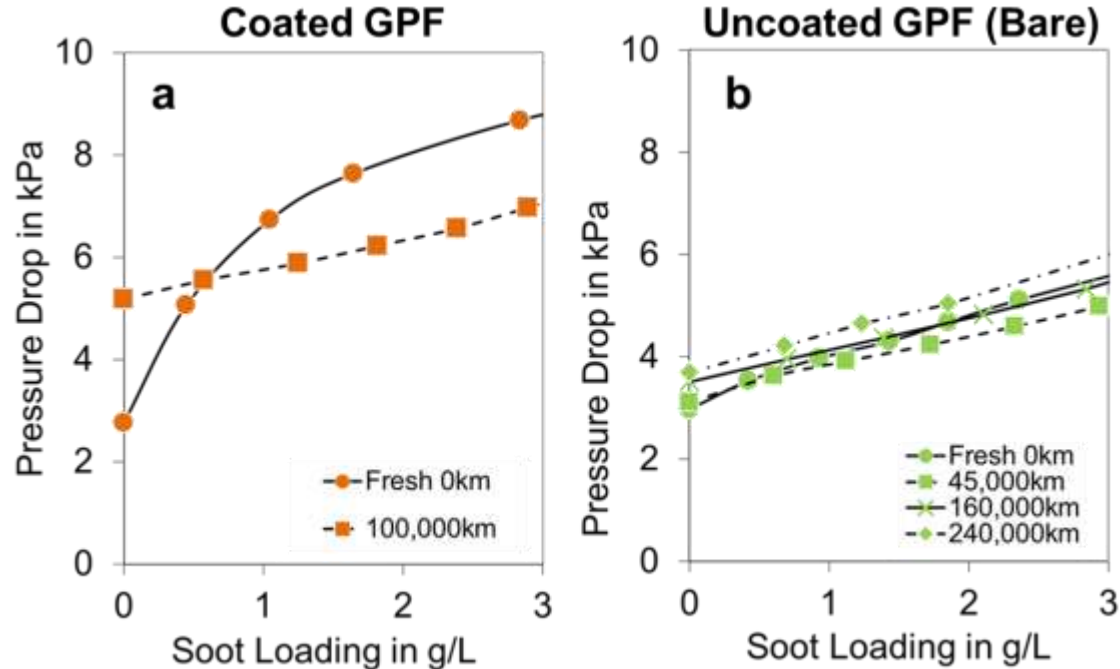 Coated GPF
a
Pressure Drop in kPa
10
8
6
4
2
0
0 1 2 3
Soot Loading in g/L
Fresh 0km
100,000km
Uncoated GPF (Bare)
b
Pressure Drop in kPa
10
8
6
4
2
0
0 1 2 3
Soot Loading in g/L
Fresh 0km
45,000km
160,000km
240,000km